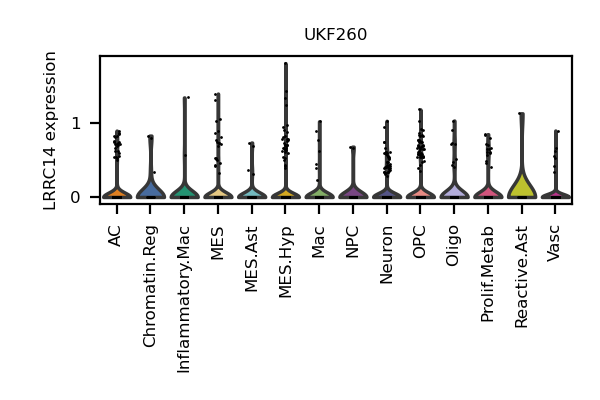 UKF260
LRRC14 expression
1
0
AC
Chromatin.Reg
Inflammatory.Mac
MES
MES.Ast
MES.Hyp
Mac
NPC
Neuron
OPC
Oligo
Prolif.Metab
Reactive.Ast
Vasc